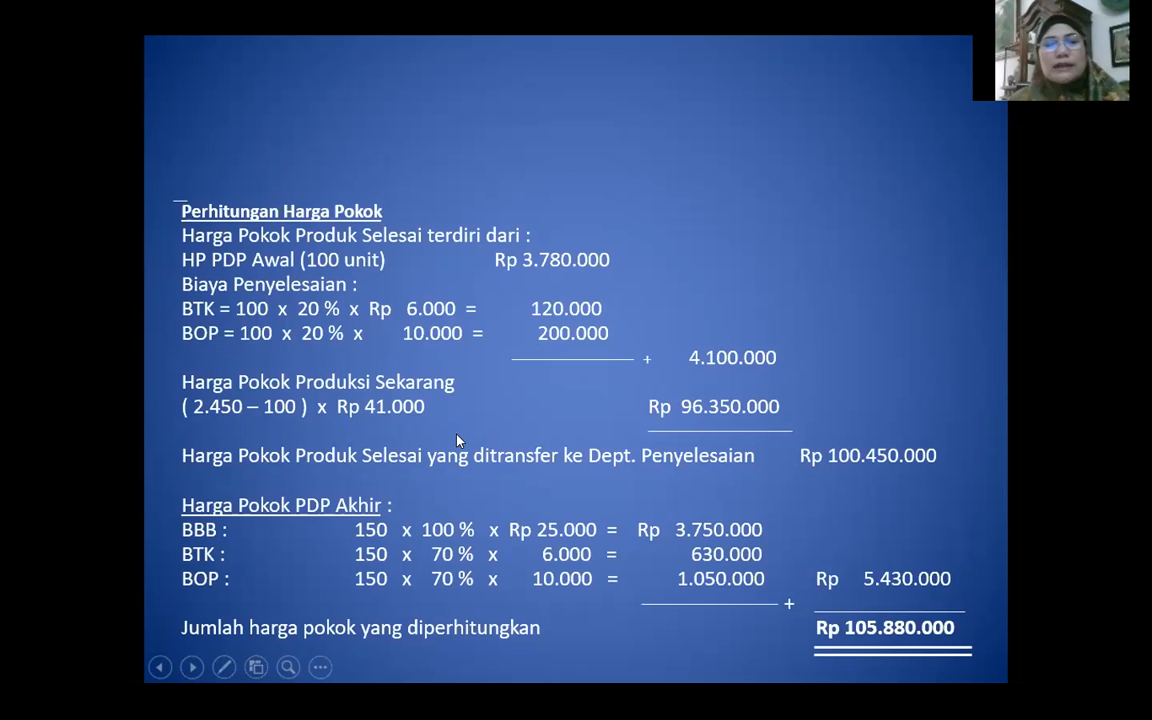 Perhitungan Harga Pokok
Harga Pokok Produk Selesai terdiri dari :
HP PDP Awal (100 unit) Rp 3.780.000
Biaya Penyelesaian :
BTK = 100 x 20 % x Rp 6.000 = 120.000
BOP = 100 x 20 % x 10.000 = 200.000
+ 4.100.000
Harga Pokok Produksi Sekarang
( 2.450 – 100 ) x Rp 41.000 Rp 96.350.000
Harga Pokok Produk Selesai yang ditransfer ke Dept. Penyelesaian Rp 100.450.000
Harga Pokok PDP Akhir :
BBB : 150 x 100 % x Rp 25.000 = Rp 3.750.000
BTK : 150 x 70 % x 6.000 = 630.000
BOP : 150 x 70 % x 10.000 = 1.050.000 Rp 5.430.000
+
Jumlah harga pokok yang diperhitungkan Rp 105.880.000